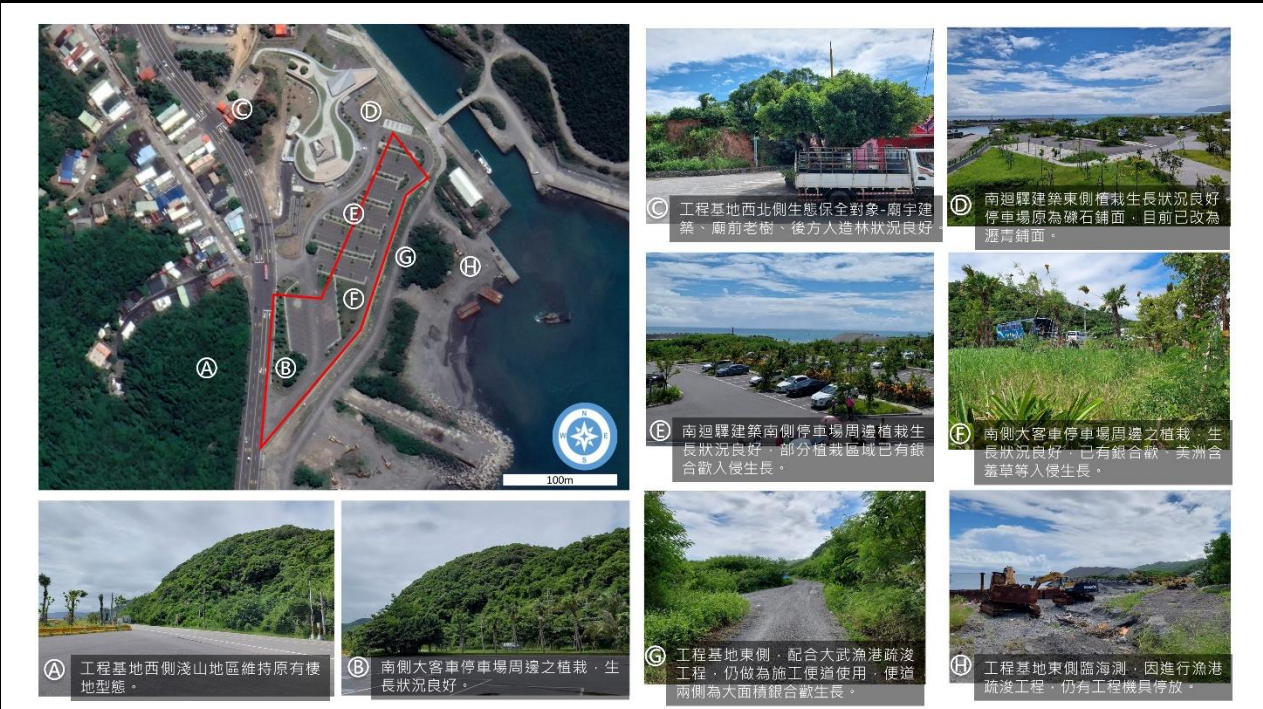 Ⓒ
Ⓓ
Ⓔ
Ⓖ
Ⓕ
Ⓗ
Ⓐ
Ⓑ
N
W
E
S
100m
Ⓒ 工程基地西北側生態保全對象-廟宇建
築、廟前老樹、後方人造林狀況良好。
Ⓓ 南迴驛建築東側植栽生長狀況良好。
停車場原為礫石鋪面，目前已改為
瀝青鋪面。
Ⓔ 南迴驛建築南側停車場周邊植栽生
長狀況良好，部分植栽區域已有銀
合歡入侵生長。
Ⓕ 南側大客車停車場周邊之植栽，生
長狀況良好，已有銀合歡、美洲含
羞草等入侵生長。
Ⓐ 工程基地西側淺山地區維持原有棲
地型態。
Ⓑ 南側大客車停車場周邊之植栽，生
長狀況良好。
Ⓖ 工程基地東側，配合大武漁港疏浚
工程，仍做為施工便道使用，便道
兩側為大面積銀合歡生長。
Ⓗ 工程基地東側臨海測，因進行漁港
疏浚工程，仍有工程機具停放。